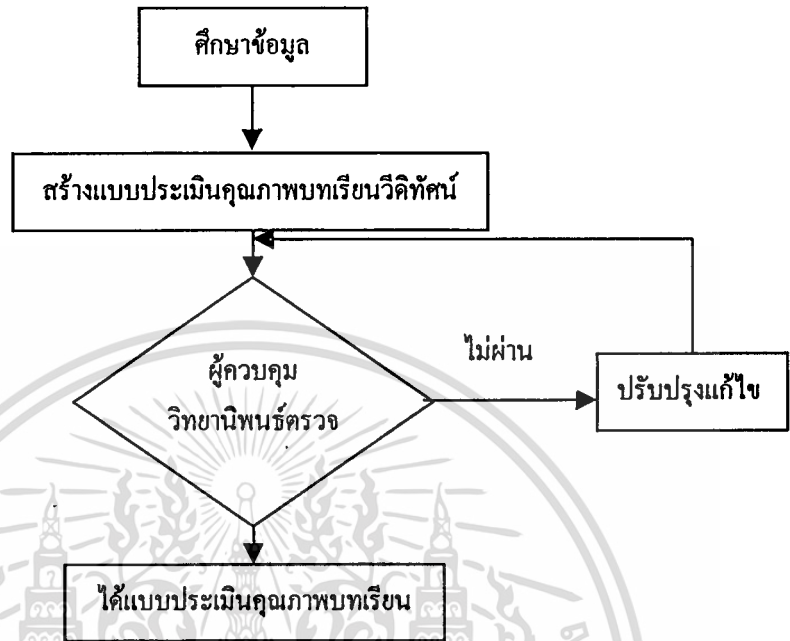 ศึกษาข้อมูล
สร้างแบบประเมินคุณภาพบทเรียนวีดิทัศน์
ผู้ควบคุม
วิทยานิพนธ์ตรวจ
ไม่ผ่าน
ปรับปรุงแก้ไข
ได้แบบประเมินคุณภาพบทเรียน